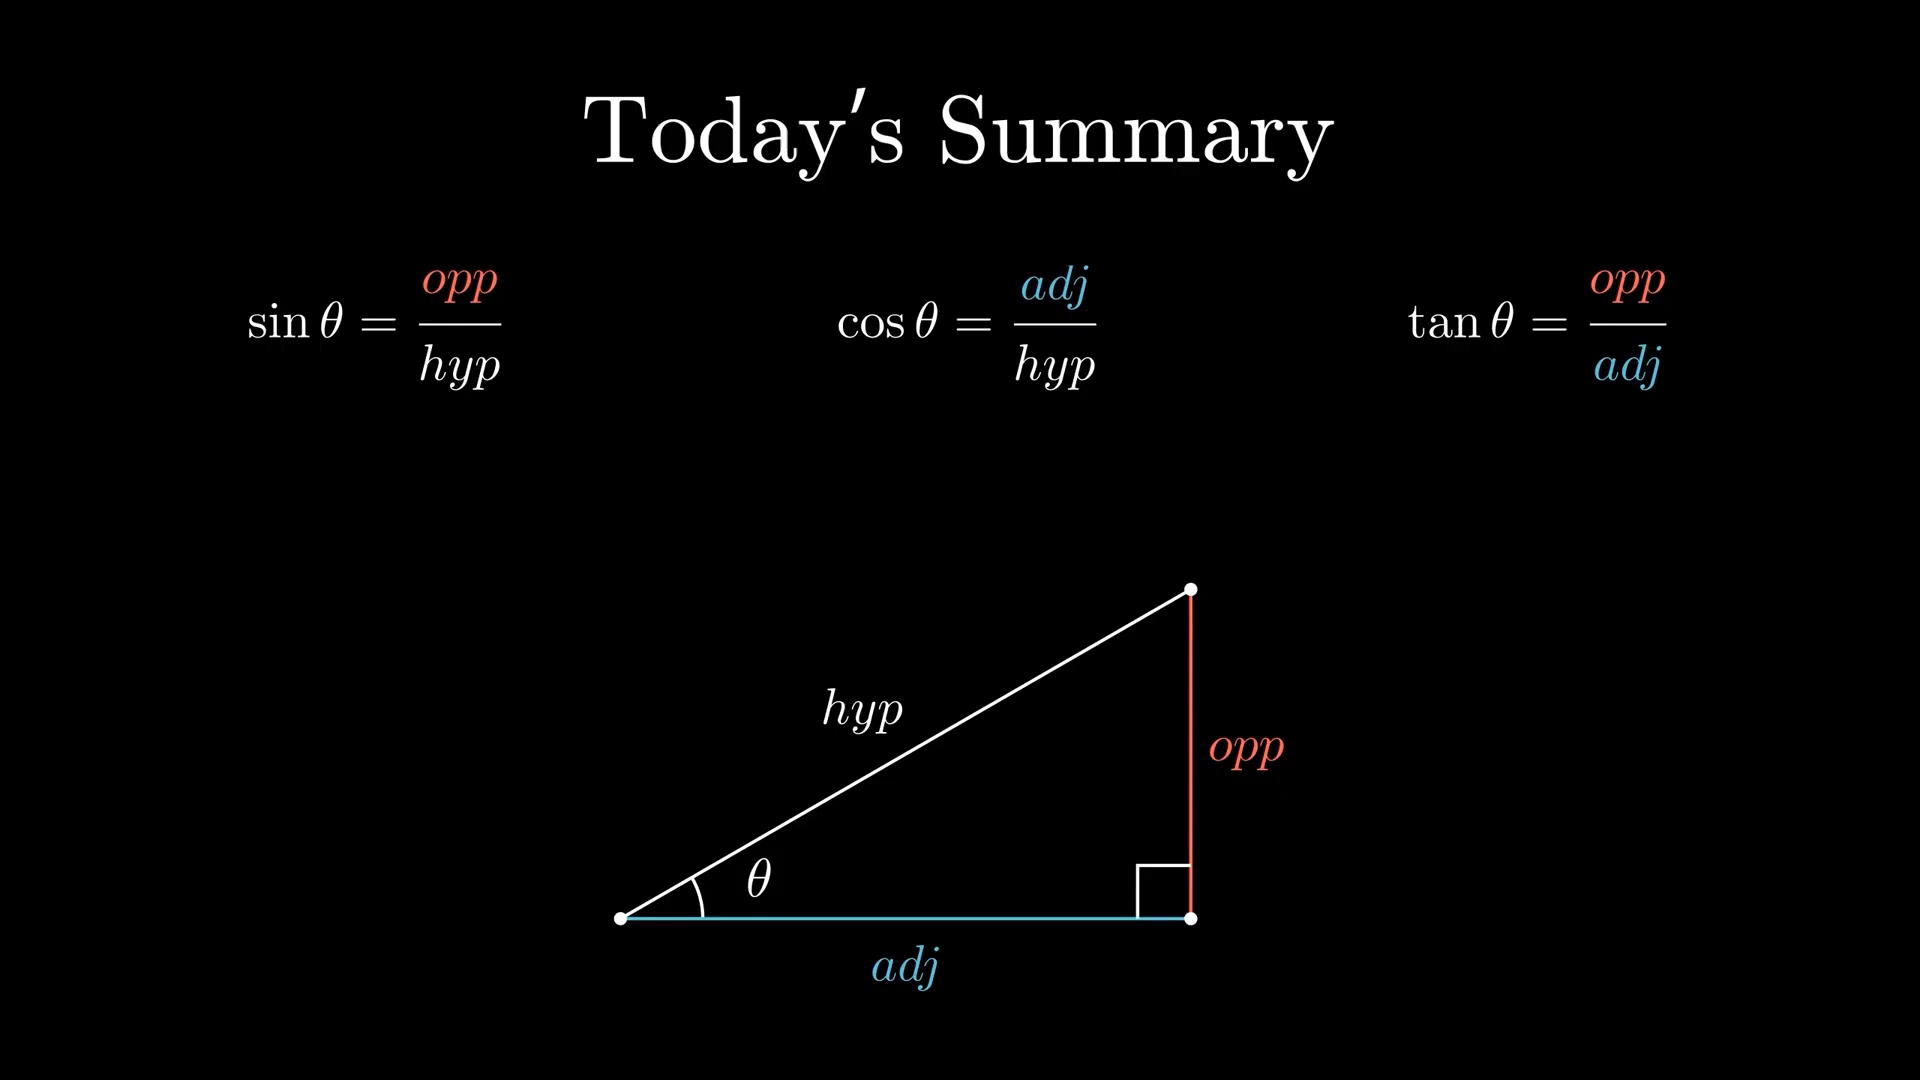 Today's Summary
sin θ = opp/hyp
cos θ = adj/hyp
tan θ = opp/adj
hyp
opp
θ
adj